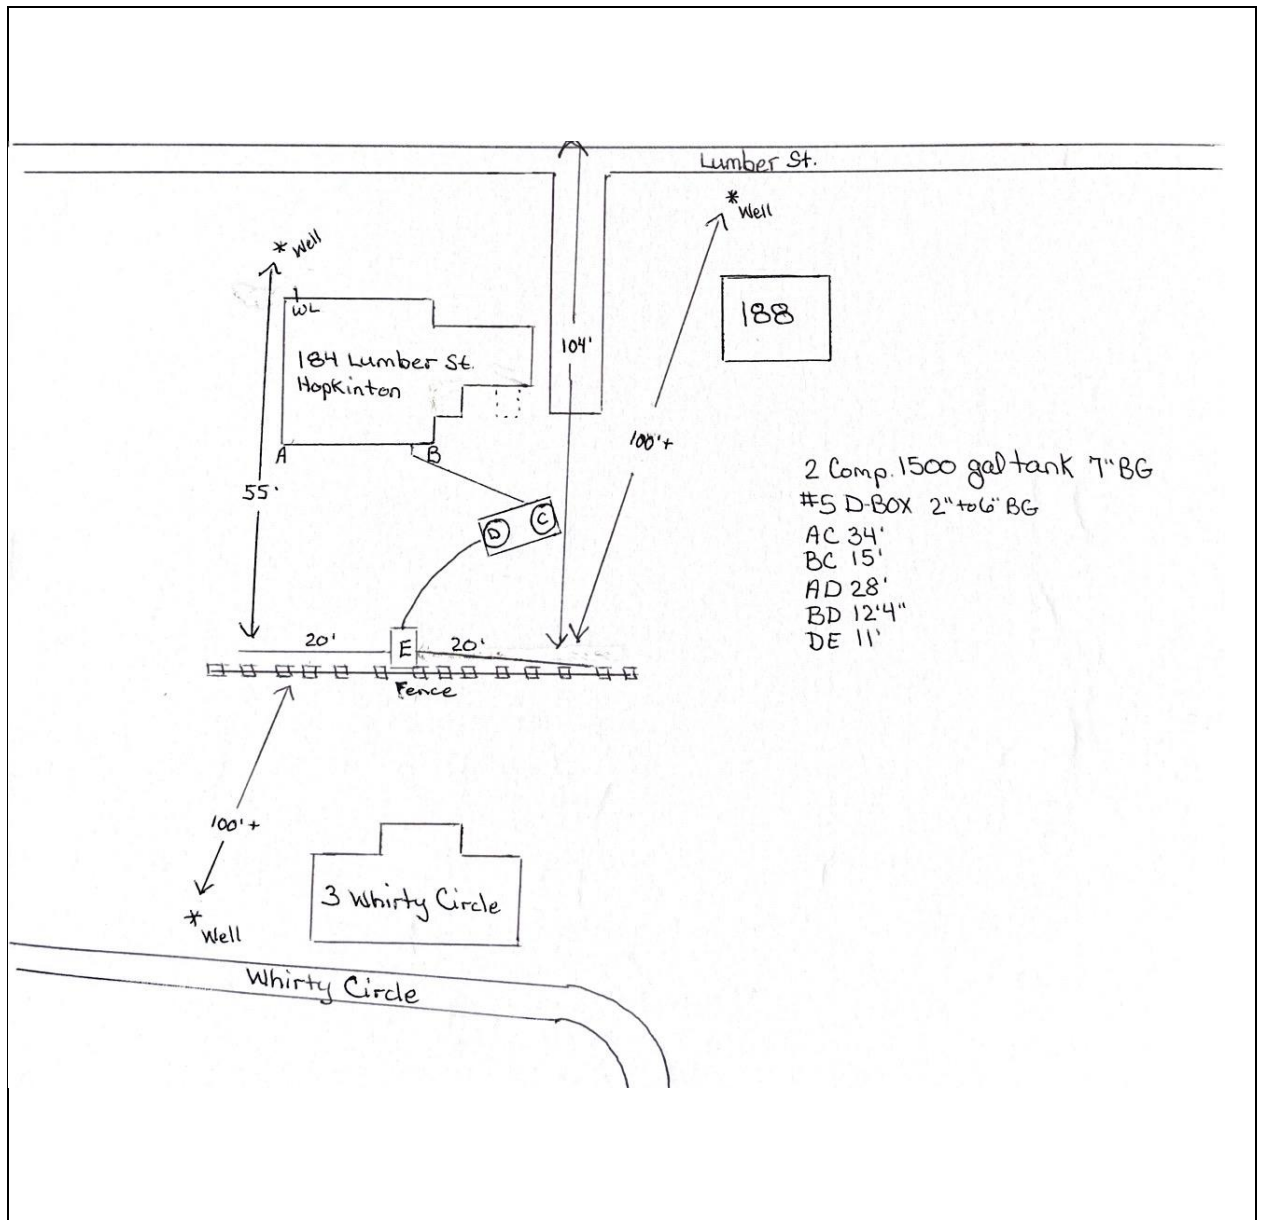 Lumber St.
* Well
* Well
WL
188
184 Lumber St.
Hopkinton
104'
100'+
A
B
55'
2 Comp. 1500 gal tank 7" BG
#5 D-BOX 2" to 6" BG
AC 34'
BC 15'
AD 28'
BD 12'4"
DE 11'
D
C
20'
E
20'
Fence
100'+
3 Whirty Circle
* Well
Whirty Circle